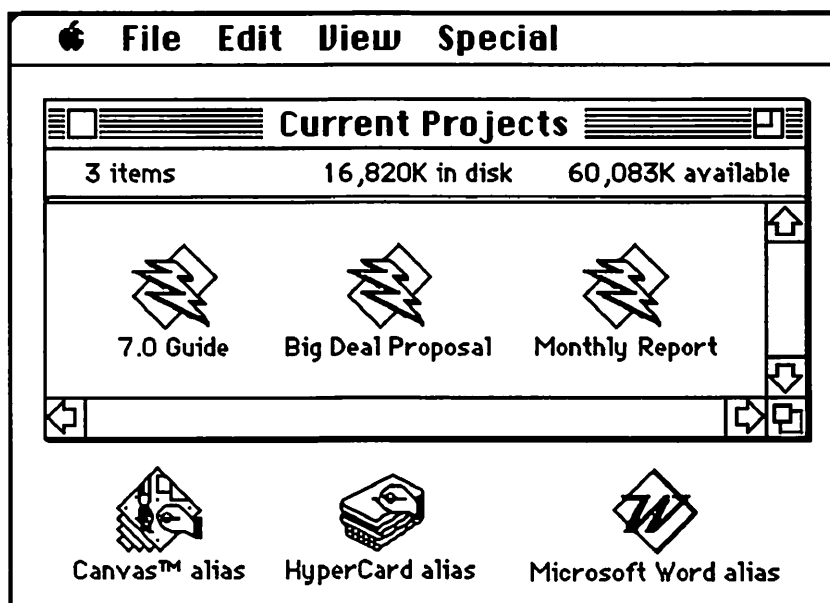 File Edit View Special
Current Projects
3 items 16,820K in disk 60,083K available
7.0 Guide Big Deal Proposal Monthly Report
Canvas™ alias HyperCard alias Microsoft Word alias